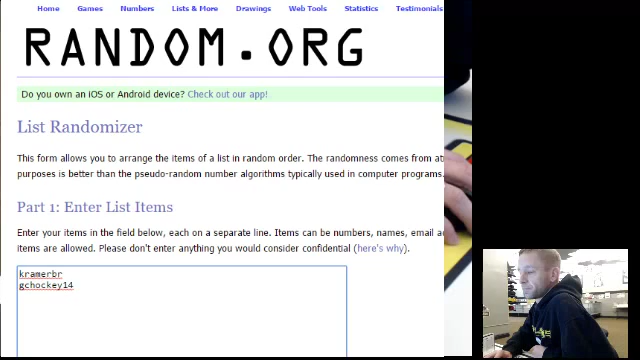 Home Games Numbers Lists & More Drawings Web Tools Statistics Testimonials
RANDOM.ORG
Do you own an iOS or Android device? Check out our app!
List Randomizer
This form allows you to arrange the items of a list in random order. The randomness comes from
purposes is better than the pseudo-random number algorithms typically used in computer programs.
Part 1: Enter List Items
Enter your items in the field below, each on a separate line. Items can be numbers, names, email
items are allowed. Please don't enter anything you would consider confidential (here's why).
kramerbr
gchockey14